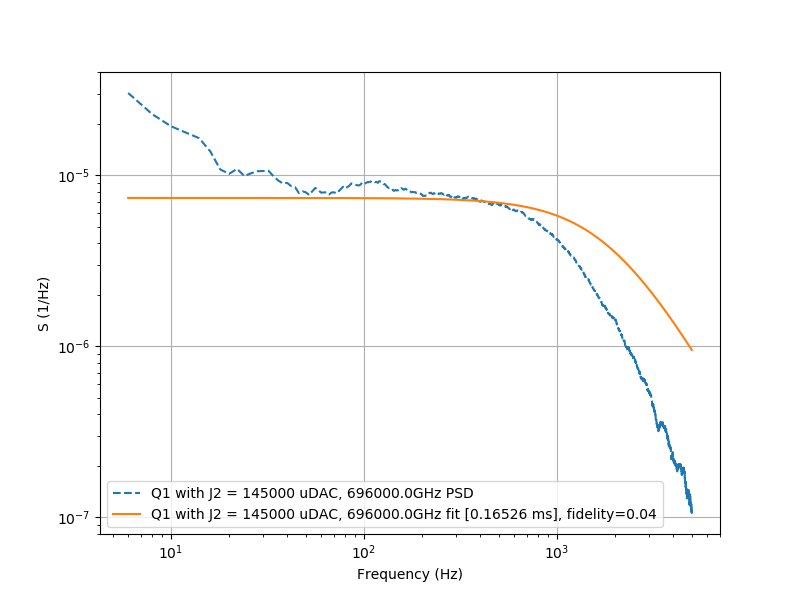 10⁻⁵
10⁻⁶
10⁻⁷
S (1/Hz)
Q1 with J2 = 145000 uDAC, 696000.0GHz PSD
Q1 with J2 = 145000 uDAC, 696000.0GHz fit [0.16526 ms], fidelity=0.04
10¹ 10² 10³
Frequency (Hz)